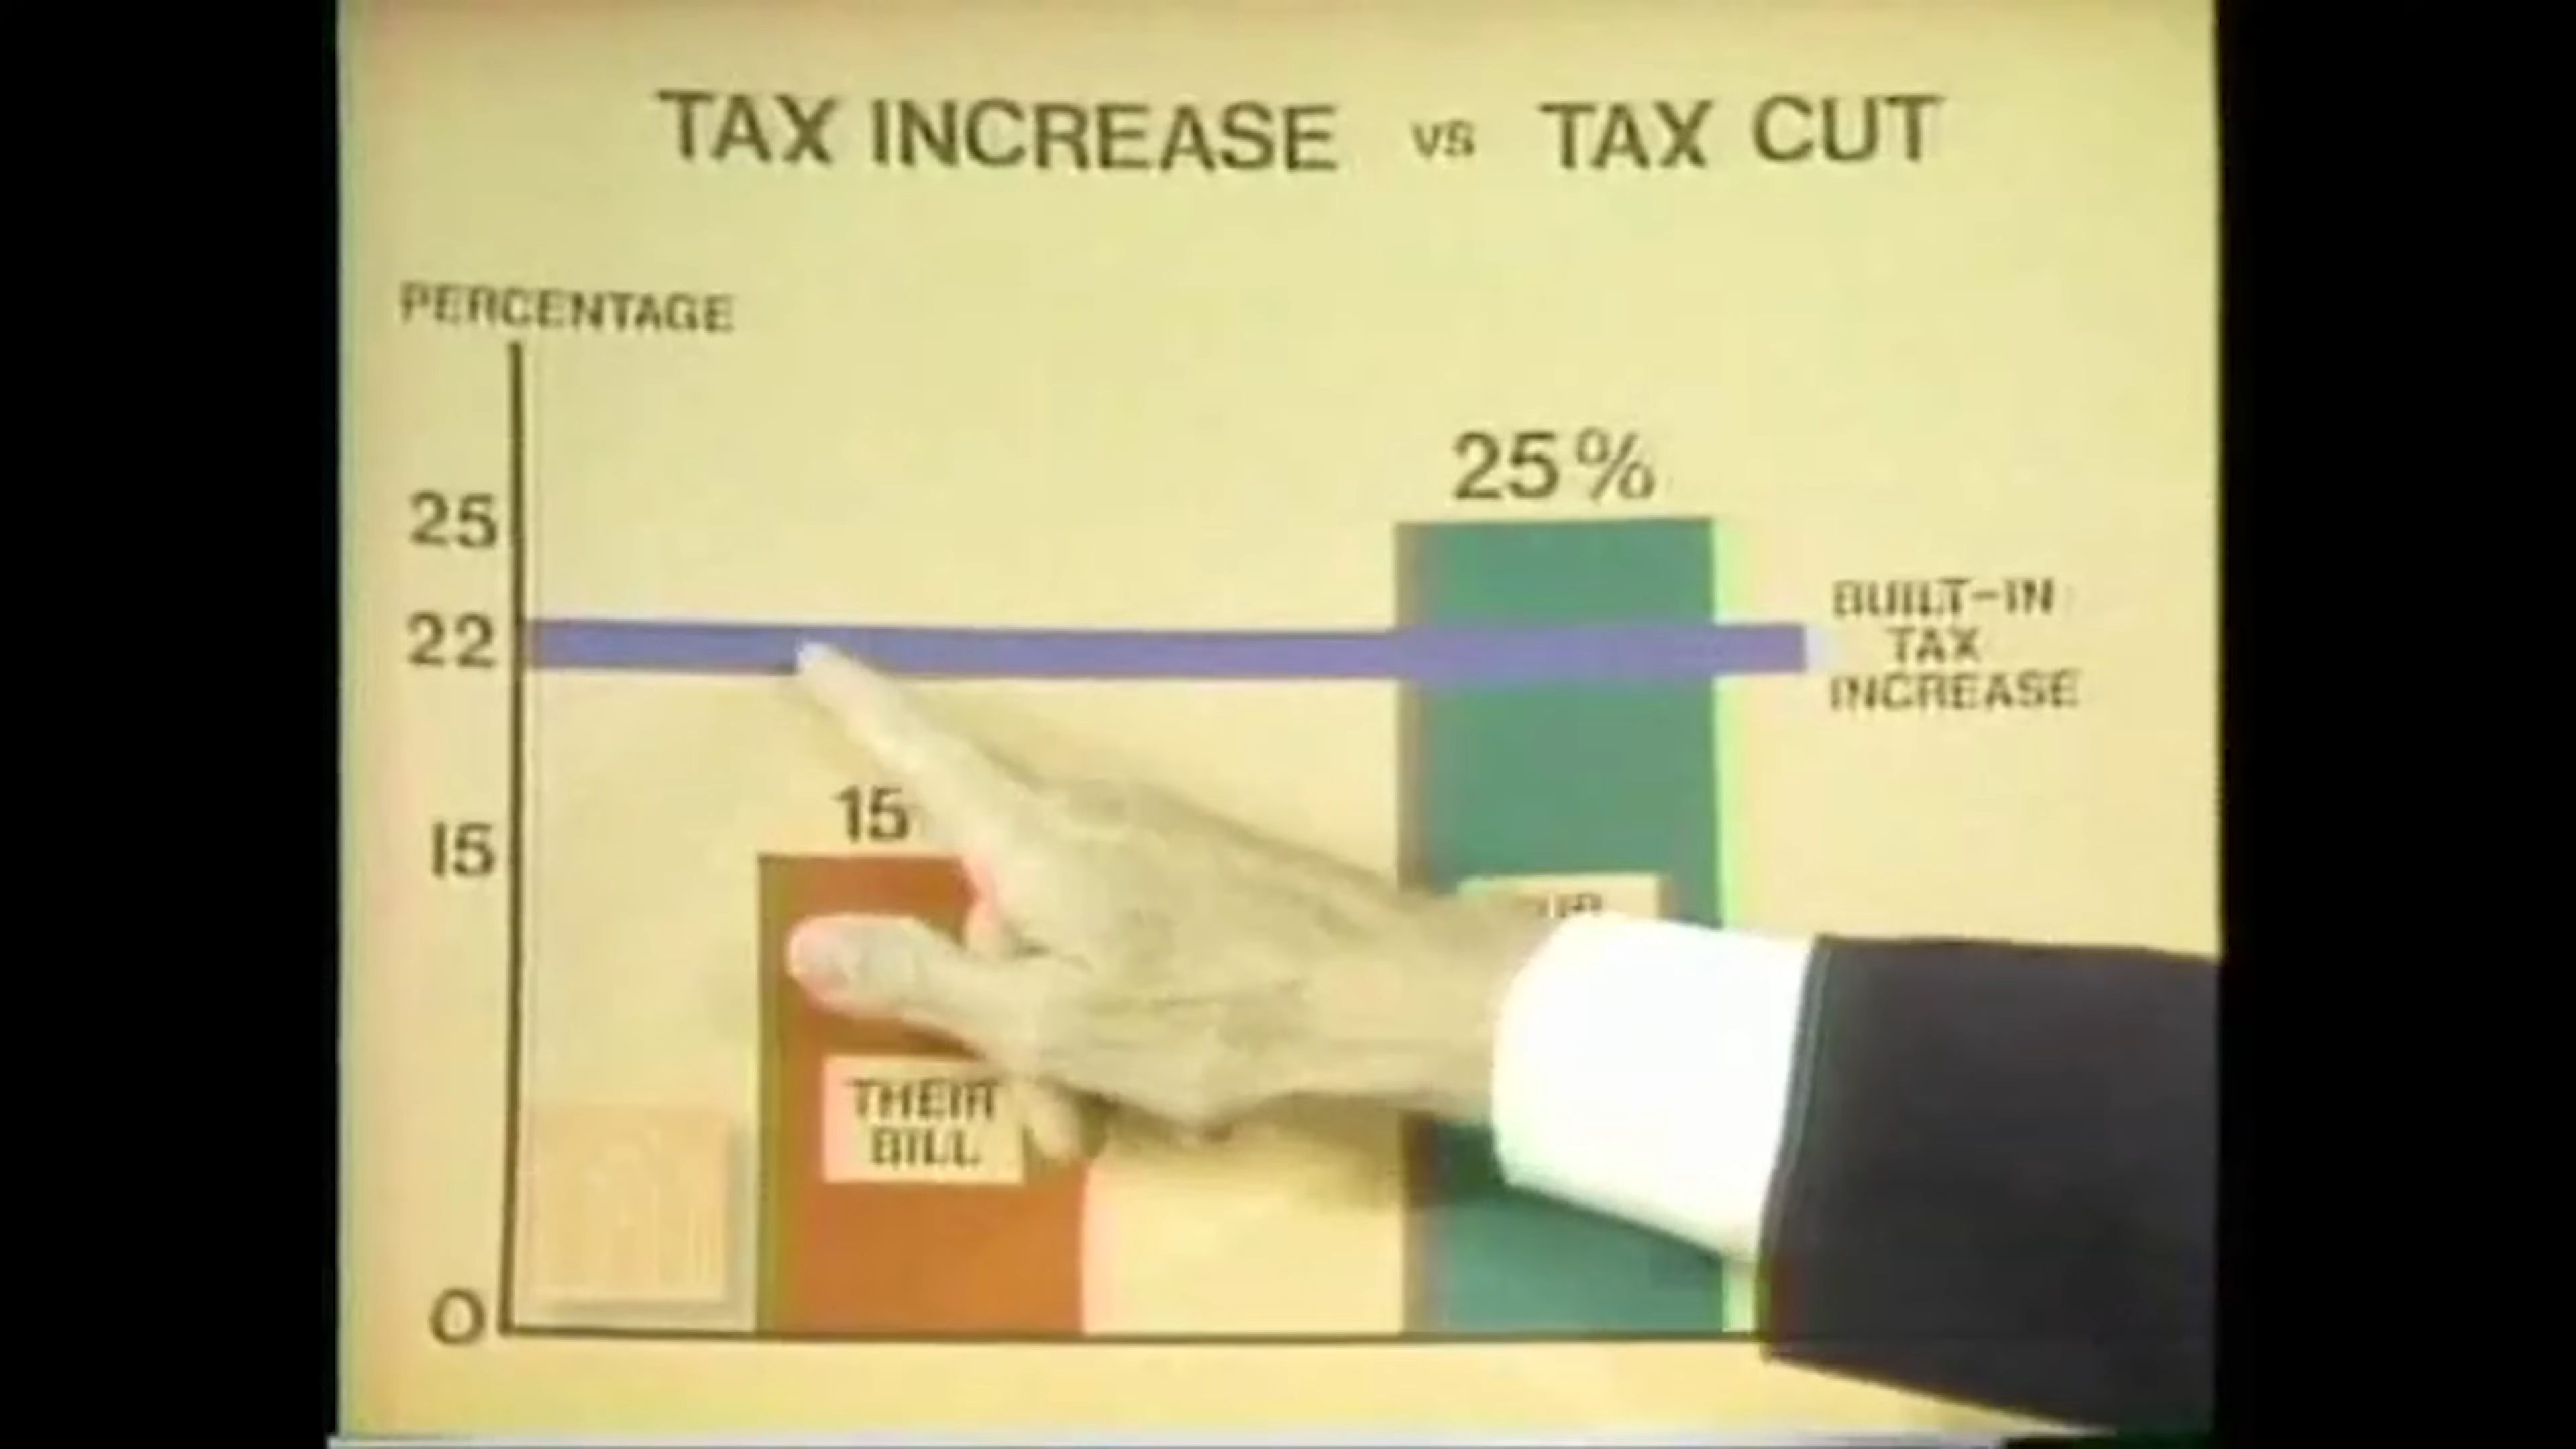 TAX INCREASE vs TAX CUT
PERCENTAGE
25%
25
22
BUILT-IN
TAX
INCREASE
15
15
THEIR
BILL
0